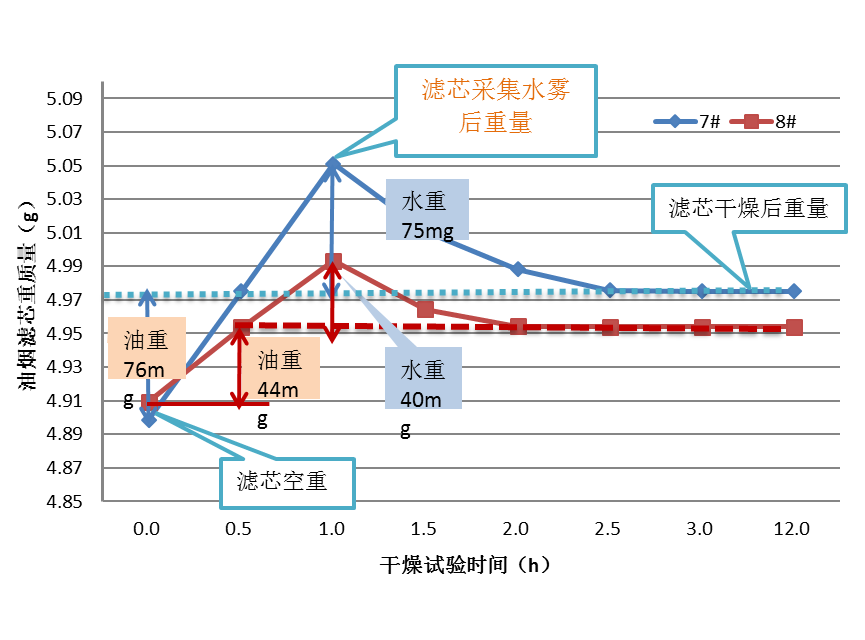 滤芯采集水雾
后重量
7#
8#
水重
75mg
滤芯干燥后重量
油重
76m
g
油重
44m
g
水重
40m
g
滤芯空重
油烟滤芯重质量（g）
5.09
5.07
5.05
5.03
5.01
4.99
4.97
4.95
4.93
4.91
4.89
4.87
4.85
0.0 0.5 1.0 1.5 2.0 2.5 3.0 12.0
干燥试验时间（h）